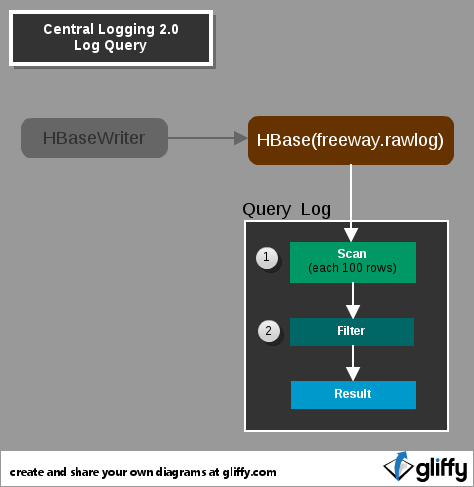 Central Logging 2.0
Log Query
HBaseWriter
HBase(freeway.rawlog)
Query Log
1
Scan
(each 100 rows)
2
Filter
Result
create and share your own diagrams at gliffy.com
gliffy